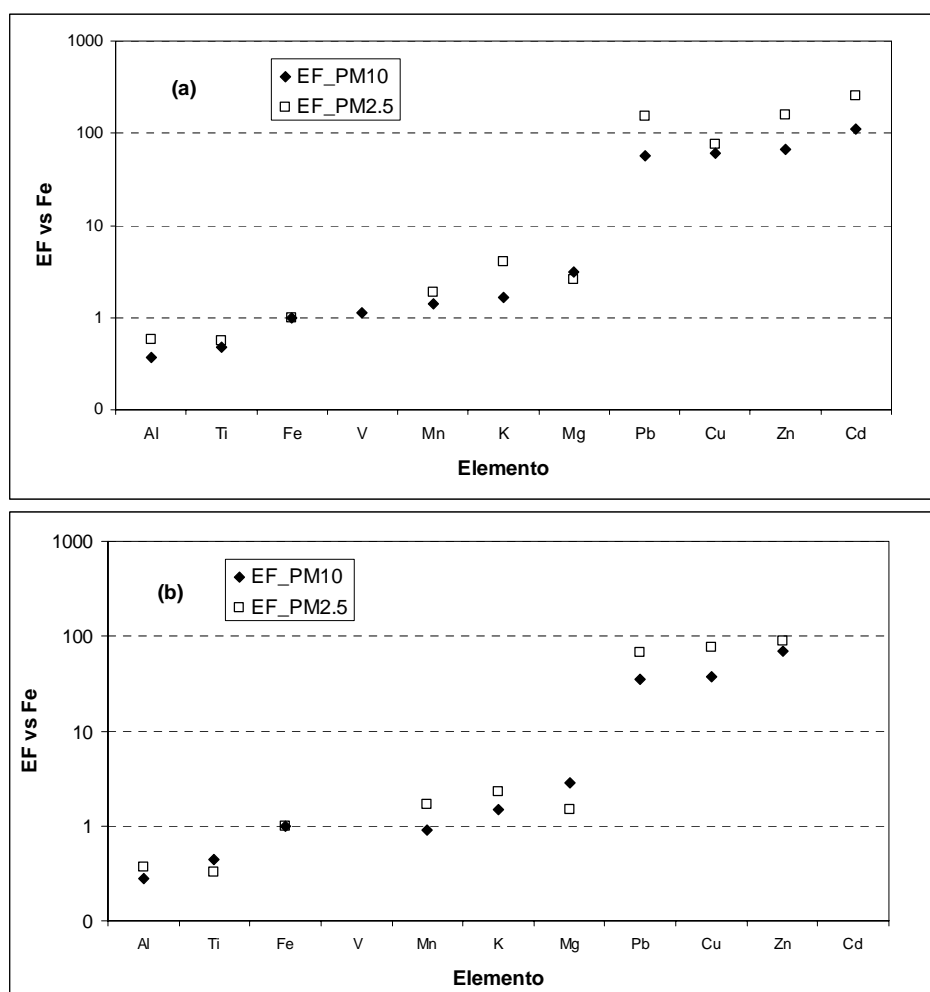 1000
100
10
1
0
EF vs Fe
(a)
EF_PM10
EF_PM2.5
Al Ti Fe V Mn K Mg Pb Cu Zn Cd
Elemento
1000
100
10
1
0
EF vs Fe
(b)
EF_PM10
EF_PM2.5
Al Ti Fe V Mn K Mg Pb Cu Zn Cd
Elemento